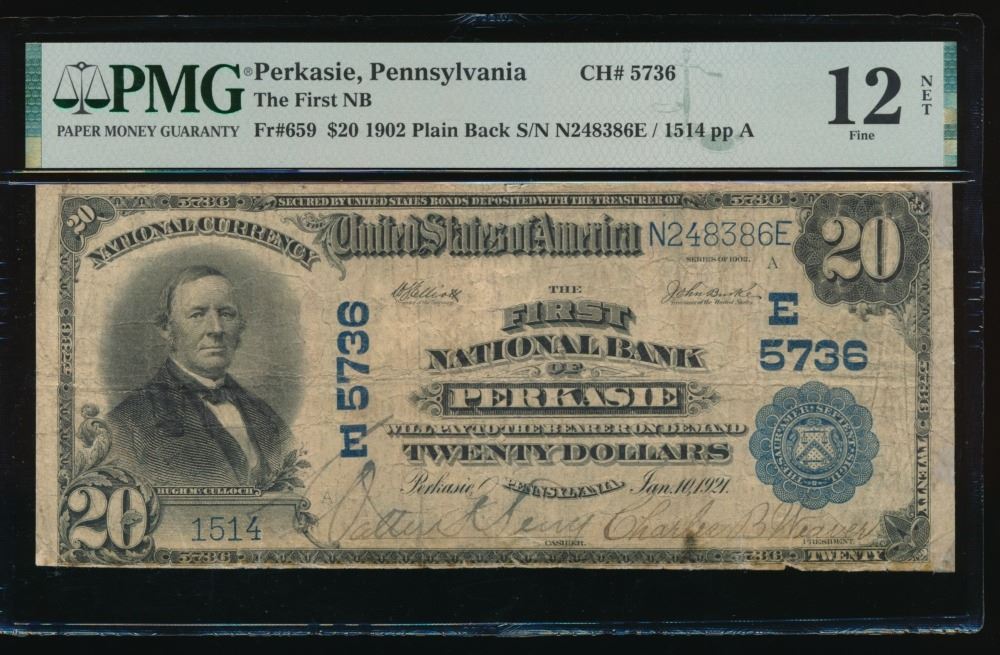 PMG®
PAPER MONEY GUARANTY
Perkasie, Pennsylvania CH# 5736
The First NB
Fr#659 $20 1902 Plain Back S/N N248386E / 1514 pp A
12 NET
Fine
5736 SECURED BY UNITED STATES BONDS DEPOSITED WITH THE TREASURER OF 5736
20 NATIONAL CURRENCY
United States of America
N248386E
SERIES OF 1902.
A
20
THE
FIRST
NATIONAL BANK
OF
PERKASIE
WILL PAY TO THE BEARER ON DEMAND
TWENTY DOLLARS
Perkasie PENNSYLVANIA. Jan. 10, 1921.
E 5736
E
5736
HUGH McCULLOCH
20
1514
A
CASHIER.
PRESIDENT.
5736 5736 5736 TWENTY